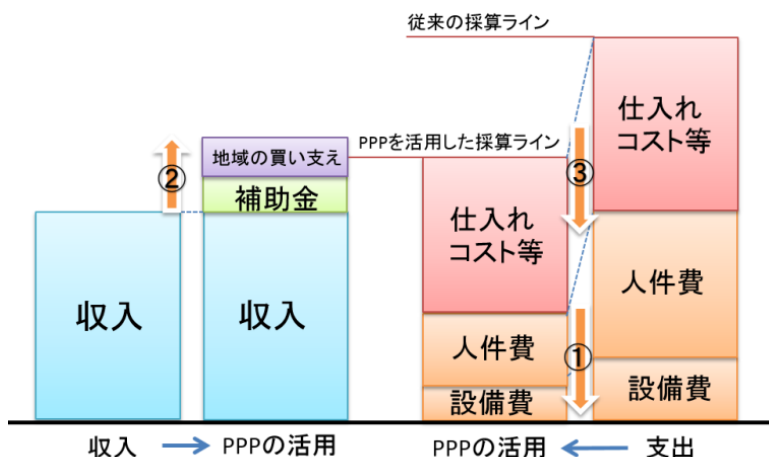 従来の採算ライン
仕入れ
コスト等
地域の買い支え
PPPを活用した採算ライン
②
③
補助金
仕入れ
コスト等
収入
収入
人件費
人件費
①
設備費
設備費
収入
PPPの活用
PPPの活用
支出